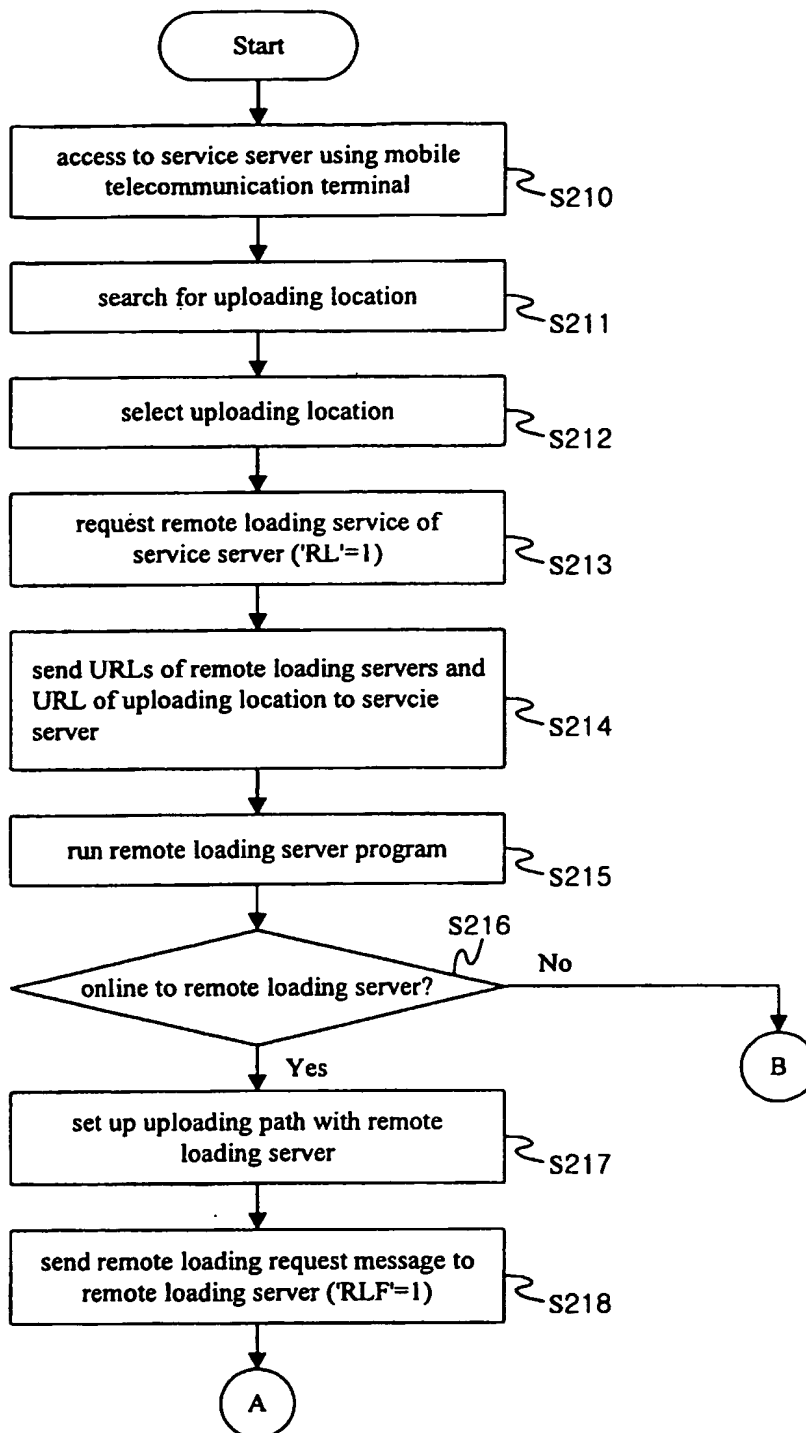 Start
access to service server using mobile
telecommunication terminal
S210
search for uploading location
S211
select uploading location
S212
request remote loading service of
service server ('RL'=1)
S213
send URLs of remote loading servers and
URL of uploading location to servcie
server
S214
run remote loading server program
S215
S216
online to remote loading server?
No
B
Yes
set up uploading path with remote
loading server
S217
send remote loading request message to
remote loading server ('RLF'=1)
S218
A